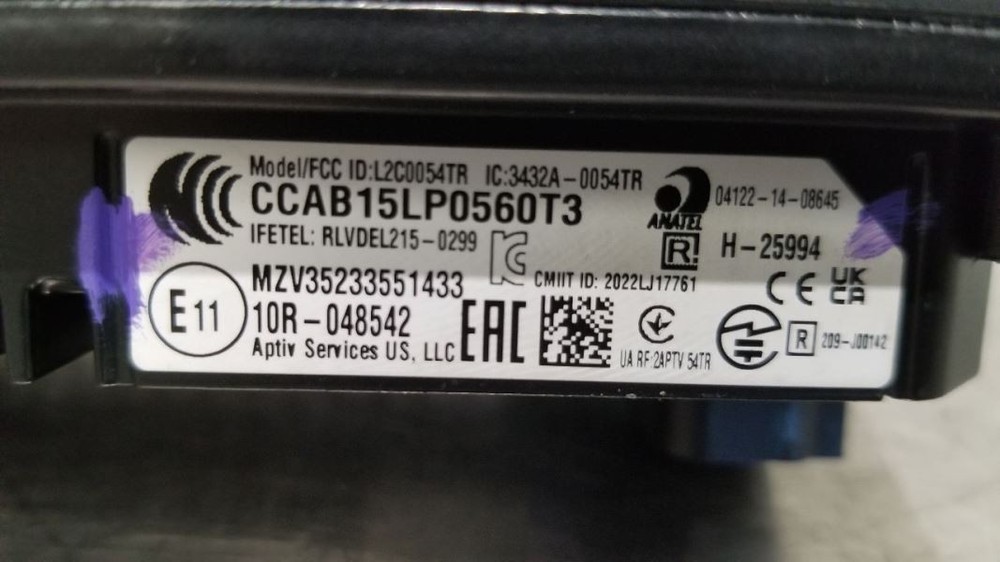 Model/FCC ID:L2C0054TR IC:3432A-0054TR
CCAB15LP0560T3
IFETEL: RLVDEL215-0299
ANATEL
04122-14-08645
R
H-25994
MZV35233551433
CMIIT ID: 2022LJ17761
CE
UK
CA
E11
10R-048542
EAC
Aptiv Services US, LLC
UA RF:2APTV 54TR
R
209-J00142